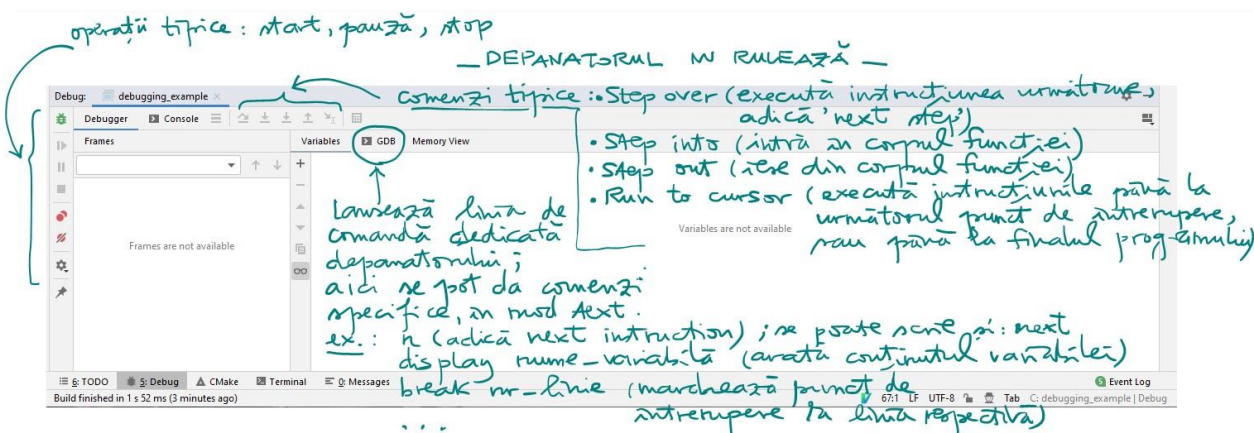 operații tipice : start, pauză, stop
— DEPANATORUL NU RULEAZĂ —
Debug: debugging_example ×
comenzi tipice : • Step over (execută instrucțiunea următoare,
adică 'next step')
Debugger Console
Frames
Variables GDB Memory View
• Step into (intră în corpul funcției)
• Step out (iese din corpul funcției)
• Run to cursor (execută instrucțiunile până la
următorul punct de întrerupere,
sau până la finalul programului)
Frames are not available
Variables are not available
Lansează linia de
comandă dedicată
depanatorului ;
aici se pot da comenzi
specifice, în mod text.
ex. : n (adică next instruction) ; se poate scrie și : next
display nume_variabilă (arată conținutul variabilei)
break nr-linie (marchează punct de
întrerupere la linia respectivă)
...
6: TODO 5: Debug CMake Terminal 0: Messages Event Log
Build finished in 1 s 52 ms (3 minutes ago) 67:1 LF UTF-8 Tab C: debugging_example | Debug